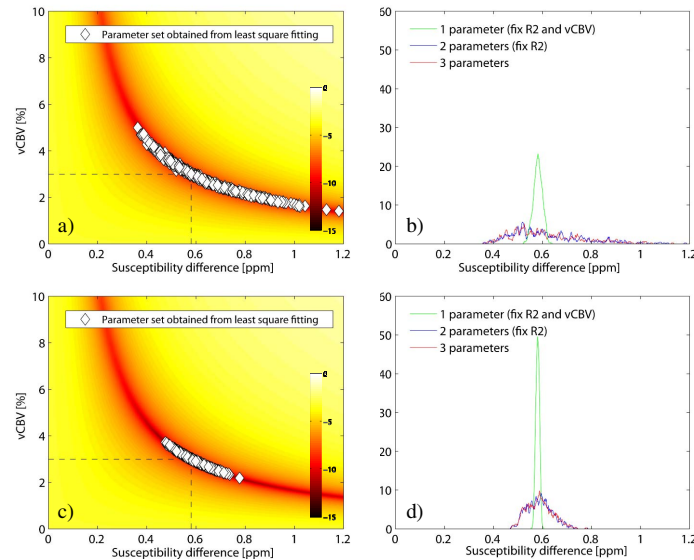 10
8
6
4
2
0
vCBV [%]
Parameter set obtained from least square fitting
−5
−10
−15
a)
0 0.2 0.4 0.6 0.8 1 1.2
Susceptibility difference [ppm]
50
40
30
20
10
0
1 parameter (fix R2 and vCBV)
2 parameters (fix R2)
3 parameters
b)
0 0.2 0.4 0.6 0.8 1 1.2
Susceptibility difference [ppm]
10
8
6
4
2
0
vCBV [%]
Parameter set obtained from least square fitting
−5
−10
−15
c)
0 0.2 0.4 0.6 0.8 1 1.2
Susceptibility difference [ppm]
50
40
30
20
10
0
1 parameter (fix R2 and vCBV)
2 parameters (fix R2)
3 parameters
d)
0 0.2 0.4 0.6 0.8 1 1.2
Susceptibility difference [ppm]